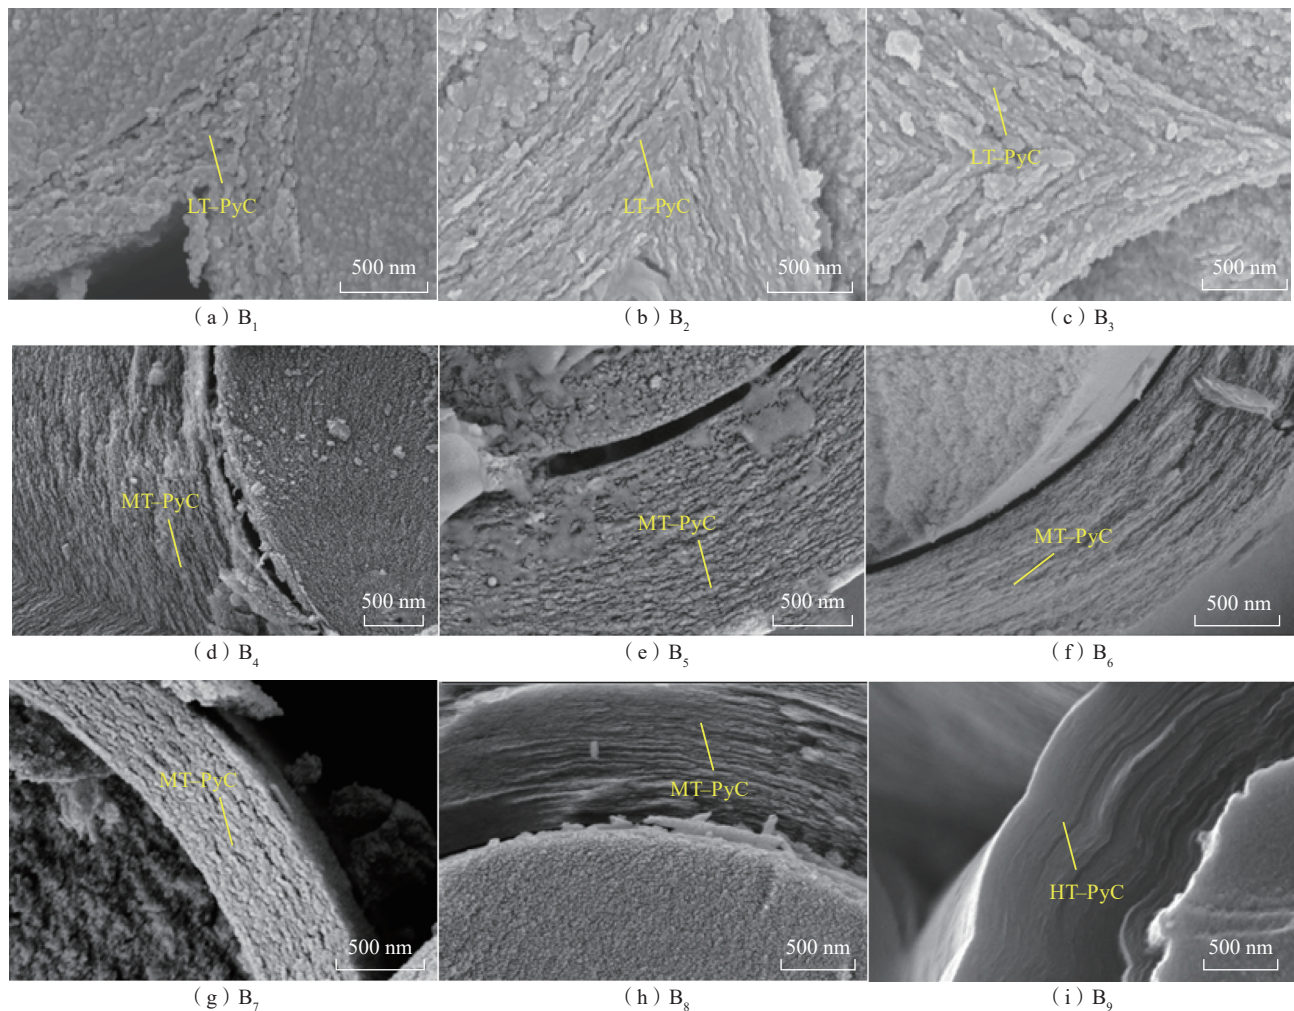 LT–PyC
500 nm
LT–PyC
500 nm
LT–PyC
500 nm
(a) B₁
(b) B₂
(c) B₃
MT–PyC
500 nm
MT–PyC
500 nm
MT–PyC
500 nm
(d) B₄
(e) B₅
(f) B₆
MT–PyC
500 nm
MT–PyC
500 nm
HT–PyC
500 nm
(g) B₇
(h) B₈
(i) B₉